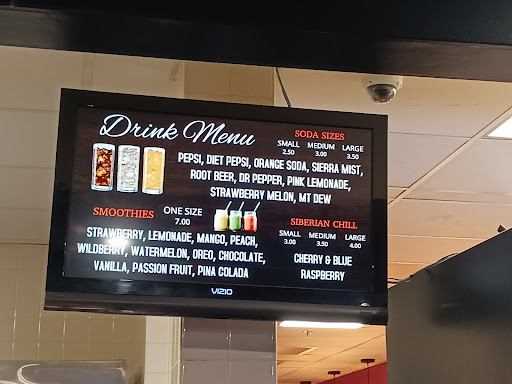 Drink Menu
SODA SIZES
SMALL MEDIUM LARGE
2.50 3.00 3.50
PEPSI, DIET PEPSI, ORANGE SODA, SIERRA MIST,
ROOT BEER, DR PEPPER, PINK LEMONADE,
STRAWBERRY MELON, MT DEW
SMOOTHIES ONE SIZE
7.00
STRAWBERRY, LEMONADE, MANGO, PEACH,
WILDBERRY, WATERMELON, OREO, CHOCOLATE,
VANILLA, PASSION FRUIT, PINA COLADA
SIBERIAN CHILL
SMALL MEDIUM LARGE
3.00 3.50 4.00
CHERRY & BLUE
RASPBERRY
VIZIO